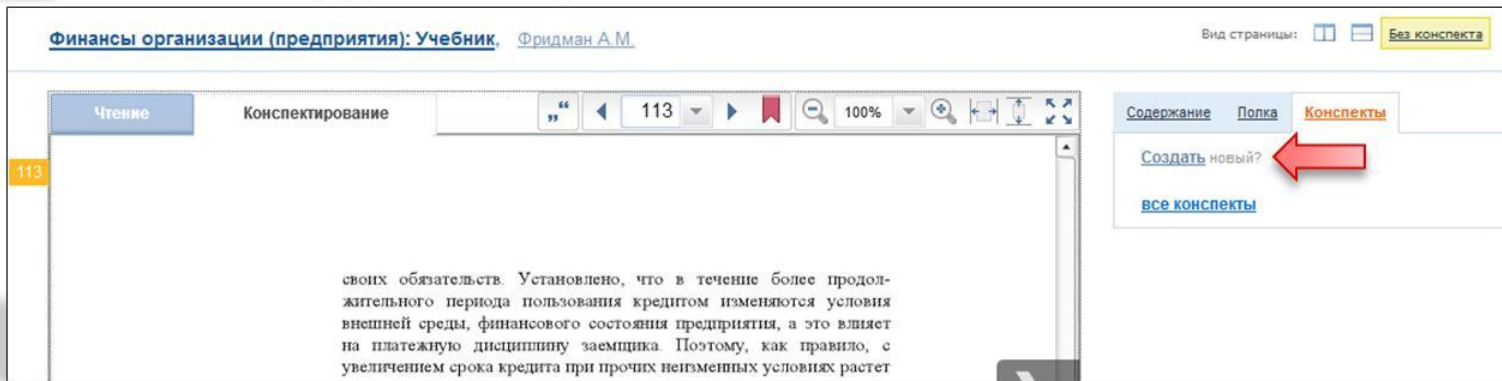 Финансы организации (предприятия): Учебник, Фридман А.М.
Вид страницы: Без конспекта
Чтение Конспектирование 113 100%
Содержание Полка Конспекты
Создать новый?
113
все конспекты
своих обязательств. Установлено, что в течение более продол-
жительного периода пользования кредитом изменяются условия
внешней среды, финансового состояния предприятия, а это влияет
на платежную дисциплину заемщика. Поэтому, как правило, с
увеличением срока кредита при прочих неизменных условиях растет